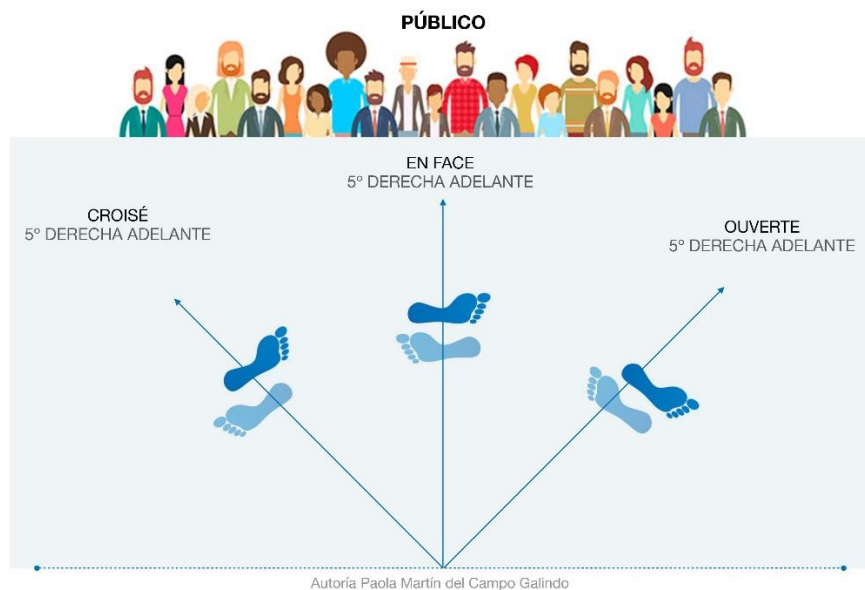 PÚBLICO
EN FACE
5º DERECHA ADELANTE
CROISÉ
5º DERECHA ADELANTE
OUVERTE
5º DERECHA ADELANTE
Autoría Paola Martín del Campo Galindo